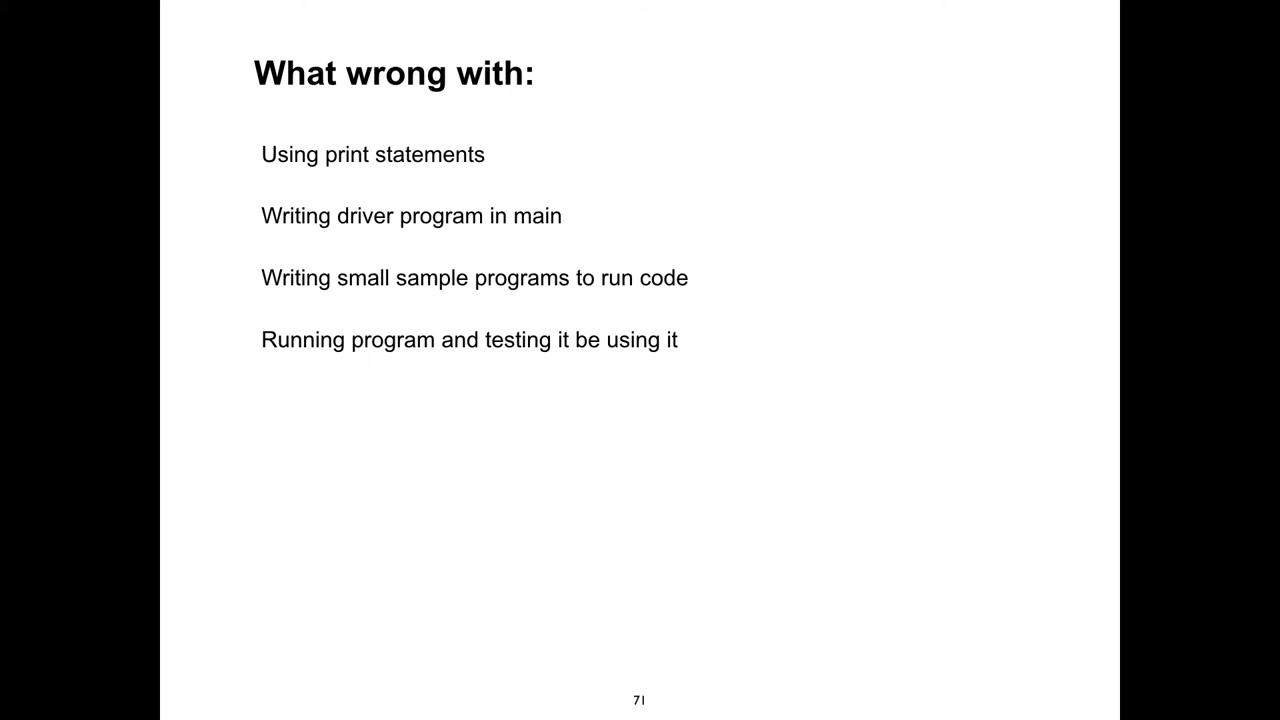 What wrong with:
Using print statements
Writing driver program in main
Writing small sample programs to run code
Running program and testing it be using it
71